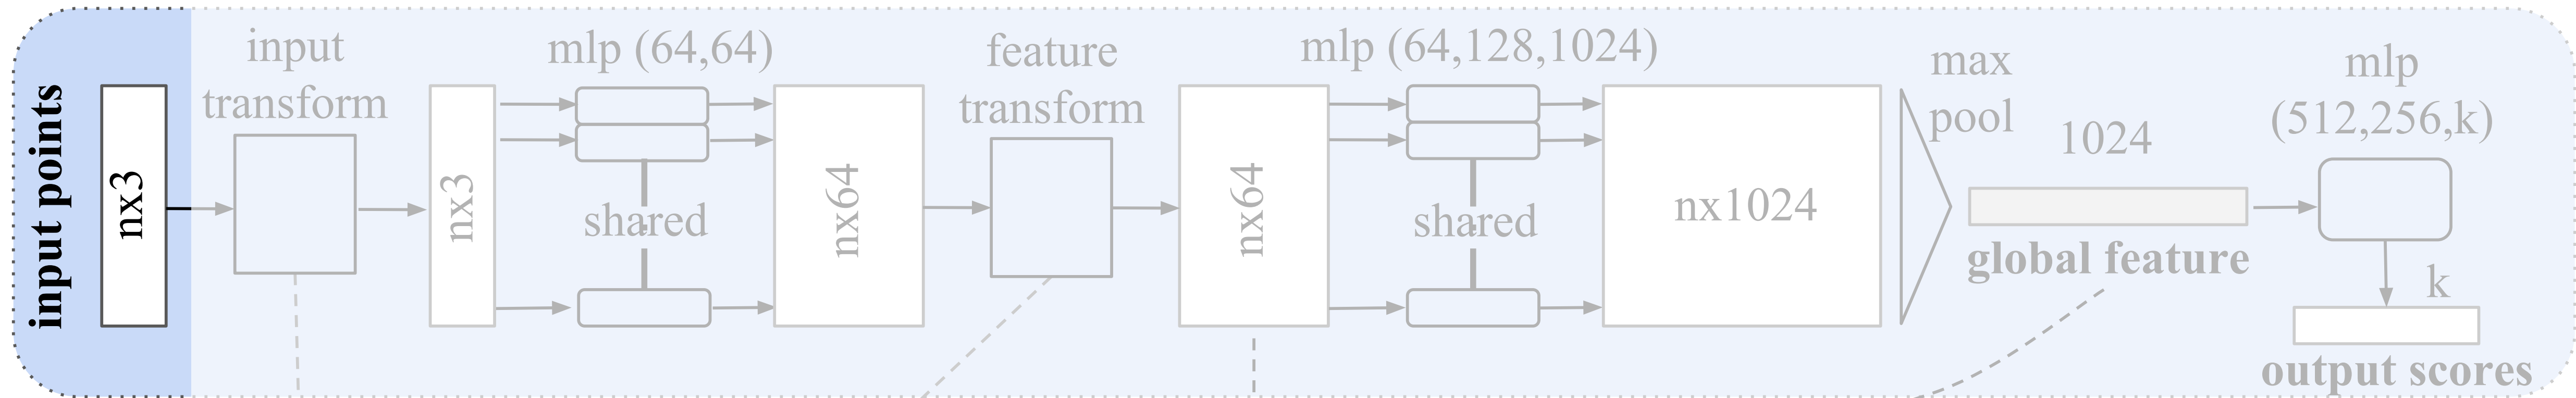 input points
nx3
input
transform
nx3
mlp (64,64)
shared
nx64
feature
transform
nx64
mlp (64,128,1024)
shared
nx1024
max
pool
1024
global feature
mlp
(512,256,k)
k
output scores